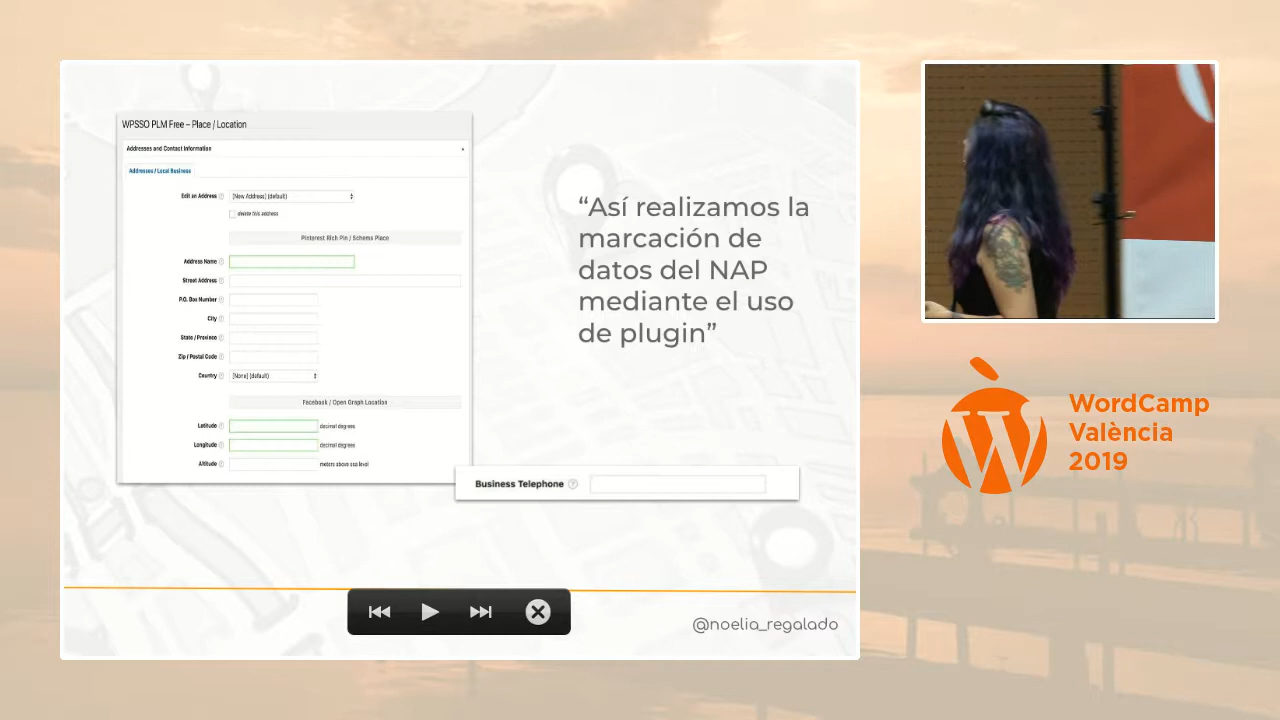 WPSSO PLM Free – Place / Location
Addresses and Contact Information
Addresses / Local Business
Edit an Address
[New Address] (default)
delete this address
Pinterest Rich Pin / Schema Place
Address Name
Street Address
P.O. Box Number
City
State / Province
Zip / Postal Code
Country
[None] (default)
Facebook / Open Graph Location
Latitude
decimal degrees
Longitude
decimal degrees
Altitude
meters above sea level
Business Telephone
“Así realizamos la
marcación de
datos del NAP
mediante el uso
de plugin”
@noelia_regalado
WordCamp
València
2019